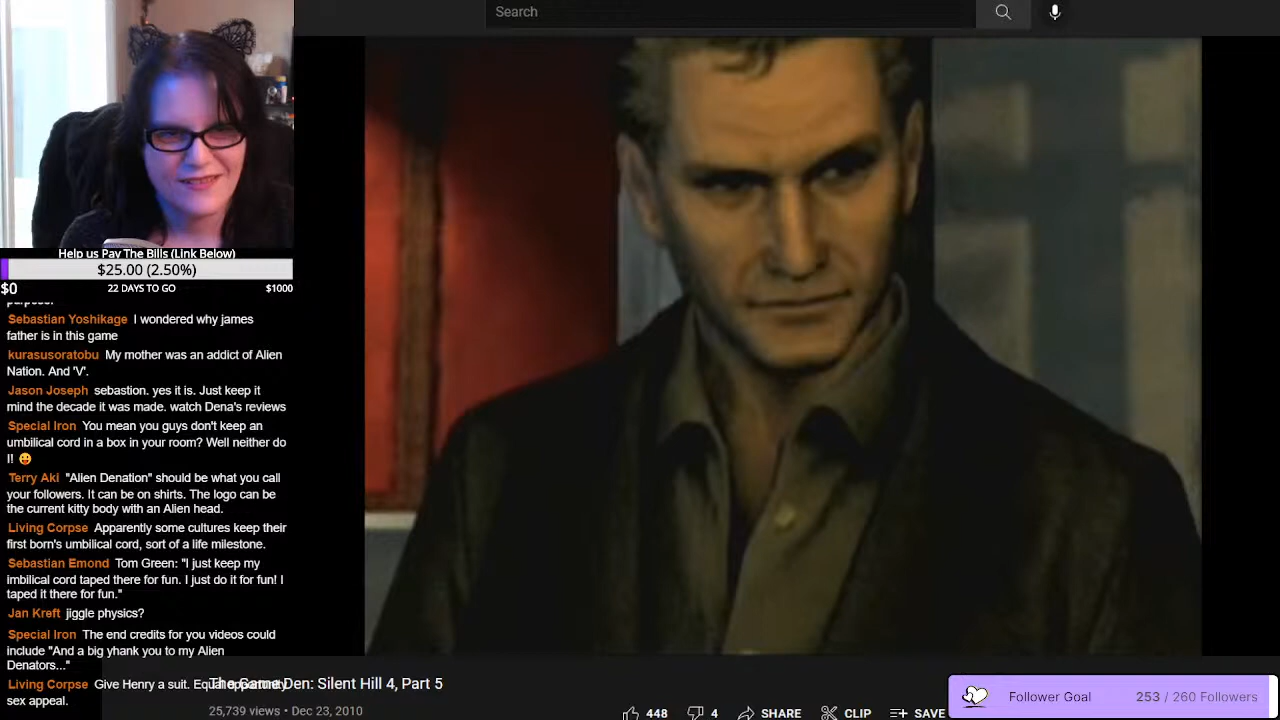 Search
Help us Pay The Bills (Link Below)
$25.00 (2.50%)
$0
22 DAYS TO GO
$1000
purpose.
Sebastian Yoshikage I wondered why james
father is in this game
kurasusoratobu My mother was an addict of Alien
Nation. And 'V'.
Jason Joseph sebastion. yes it is. Just keep it
mind the decade it was made. watch Dena's reviews
Special Iron You mean you guys don't keep an
umbilical cord in a box in your room? Well neither do
I! 😛
Terry Aki "Alien Denation" should be what you call
your followers. It can be on shirts. The logo can be
the current kitty body with an Alien head.
Living Corpse Apparently some cultures keep their
first born's umbilical cord, sort of a life milestone.
Sebastian Emond Tom Green: "I just keep my
imbilical cord taped there for fun. I just do it for fun! I
taped it there for fun."
Jan Kreft jiggle physics?
Special Iron The end credits for you videos could
include "And a big yhank you to my Alien
Denators..."
Living Corpse Give Henry a suit. Equal opportunity
sex appeal.
The Game Den: Silent Hill 4, Part 5
25,739 views • Dec 23, 2010
448
4
SHARE
CLIP
SAVE
Follower Goal
253 / 260 Followers